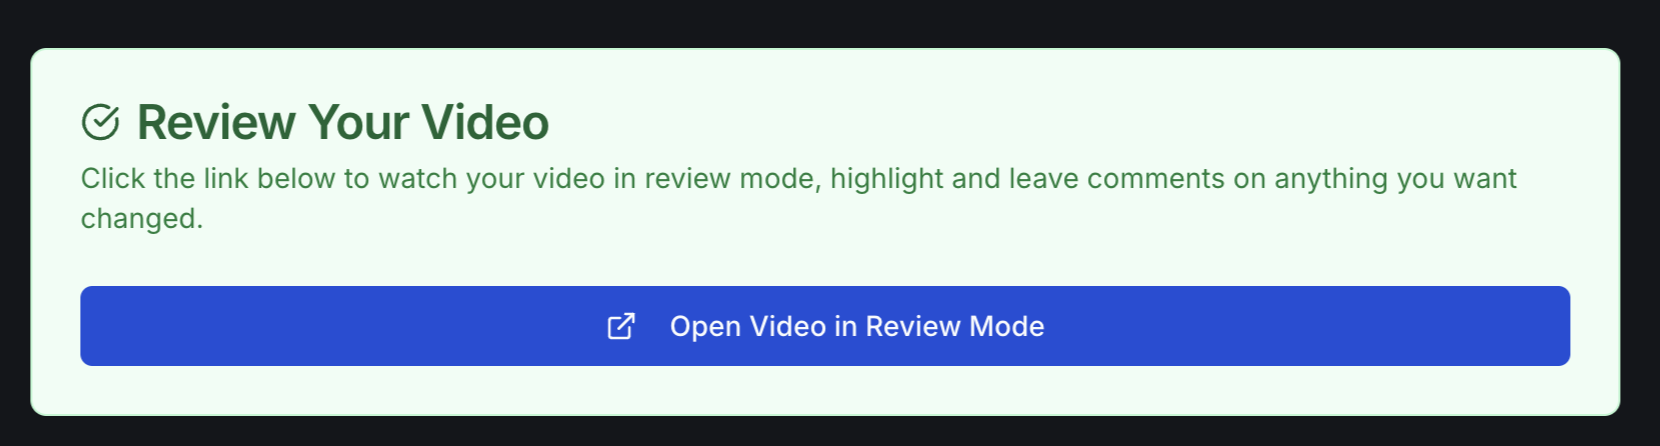 Review Your Video
Click the link below to watch your video in review mode, highlight and leave comments on anything you want
changed.
Open Video in Review Mode